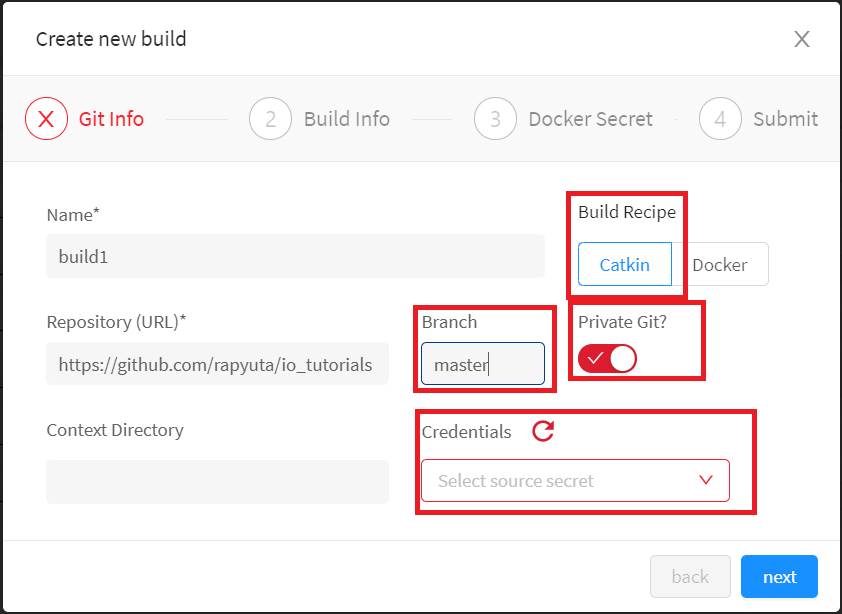 Create new build
X Git Info 2 Build Info 3 Docker Secret 4 Submit
Name*
Build Recipe
build1
Catkin Docker
Repository (URL)*
Branch
Private Git?
https://github.com/rapyuta/io_tutorials
master
Context Directory
Credentials
Select source secret
back next